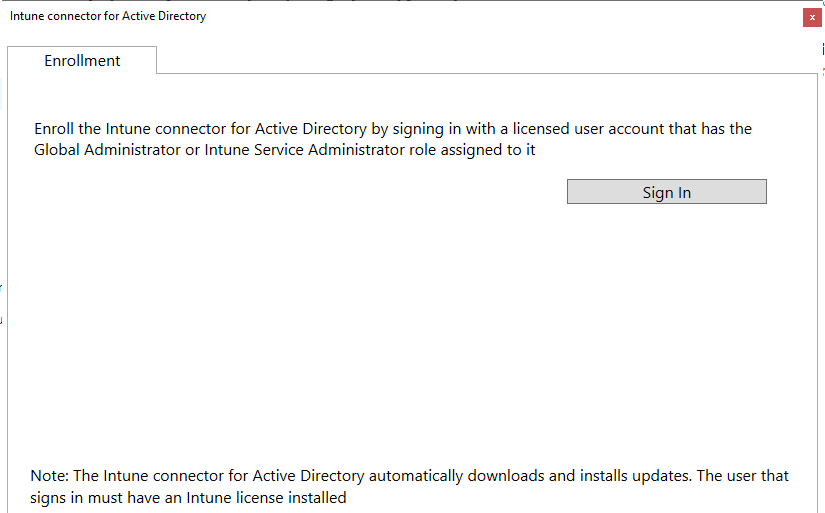 Intune connector for Active Directory
x
Enrollment
Enroll the Intune connector for Active Directory by signing in with a licensed user account that has the
Global Administrator or Intune Service Administrator role assigned to it
Sign In
Note: The Intune connector for Active Directory automatically downloads and installs updates. The user that
signs in must have an Intune license installed